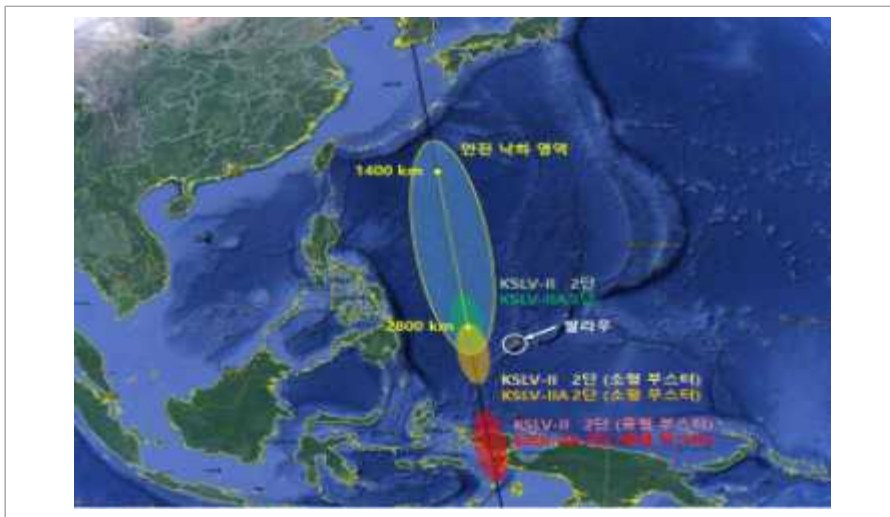 안전 낙하 영역
1400 km
KSLV-II 2단
KSLV-IIA 2단
2800 km
팔라우
KSLV-II 2단 (소형 부스터)
KSLV-IIA 2단 (소형 부스터)
KSLV-II 2단 (중형 부스터)